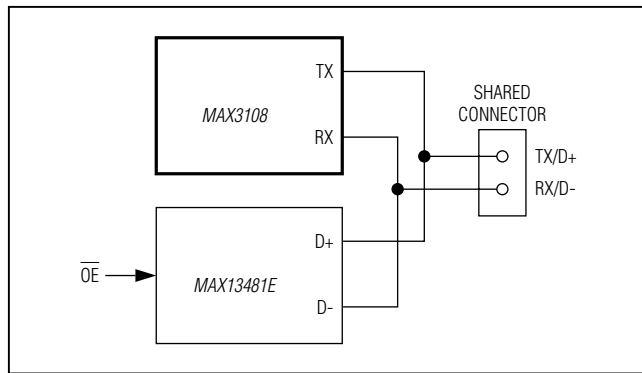 TX
MAX3108
RX
SHARED
CONNECTOR
TX/D+
RX/D-
D+
OE
MAX13481E
D-